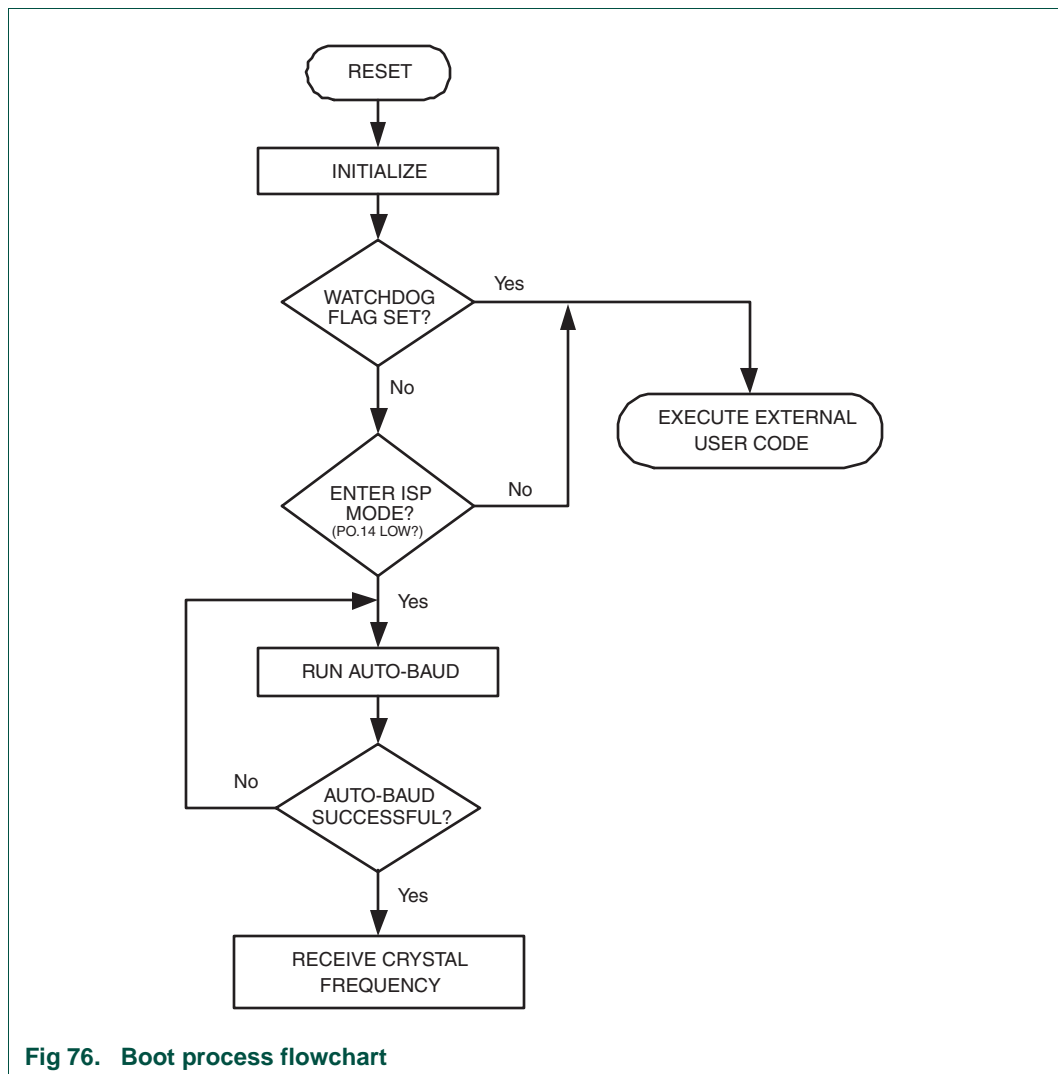 RESET
INITIALIZE
WATCHDOG
FLAG SET?
Yes
No
EXECUTE EXTERNAL
USER CODE
ENTER ISP
MODE?
(PO.14 LOW?)
No
Yes
RUN AUTO-BAUD
No
AUTO-BAUD
SUCCESSFUL?
Yes
RECEIVE CRYSTAL
FREQUENCY
Fig 76. Boot process flowchart